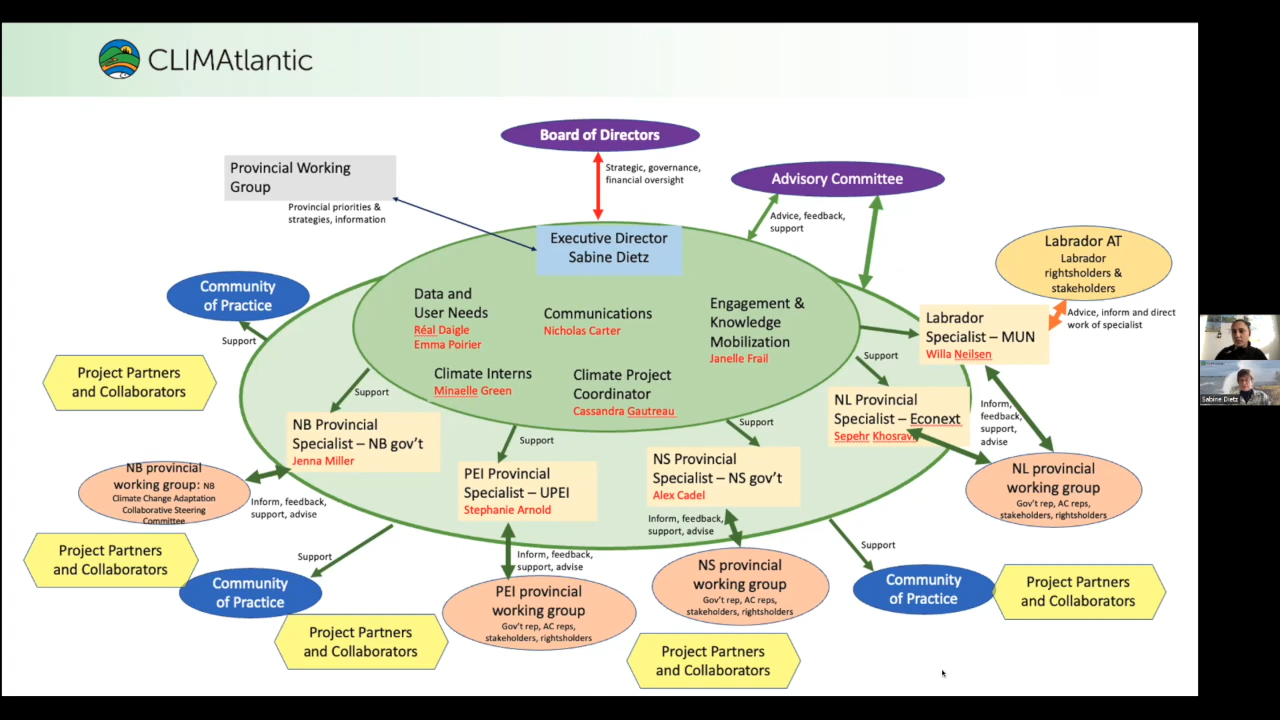 CLIMAtlantic
Board of Directors
Strategic, governance,
financial oversight
Provincial Working
Group
Provincial priorities &
strategies, information
Advisory Committee
Advice, feedback,
support
Executive Director
Sabine Dietz
Labrador AT
Labrador
rightsholders &
stakeholders
Advice, inform and direct
work of specialist
Community
of Practice
Support
Data and
User Needs
Réal Daigle
Emma Poirier
Communications
Nicholas Carter
Engagement &
Knowledge
Mobilization
Janelle Frail
Labrador
Specialist – MUN
Willa Neilsen
Climate Interns
Minaelle Green
Climate Project
Coordinator
Cassandra Gautreau
Support
Project Partners
and Collaborators
Support
NB Provincial
Specialist – NB gov't
Jenna Miller
Support
PEI Provincial
Specialist – UPEI
Stephanie Arnold
Support
NS Provincial
Specialist – NS gov't
Alex Cadel
NL Provincial
Specialist – Econext
Sepehr Khosravi
Inform,
feedback,
support,
advise
NB provincial
working group: NB
Climate Change Adaptation
Collaborative Steering
Committee
Inform, feedback,
support, advise
Inform, feedback,
support, advise
NL provincial
working group
Gov't rep, AC reps,
stakeholders, rightsholders
Project Partners
and Collaborators
Support
Community
of Practice
Inform, feedback,
support, advise
PEI provincial
working group
Gov't rep, AC reps,
stakeholders, rightsholders
NS provincial
working group
Gov't rep, AC reps,
stakeholders, rightsholders
Support
Community
of Practice
Project Partners
and Collaborators
Project Partners
and Collaborators
Project Partners
and Collaborators
Sabine Dietz